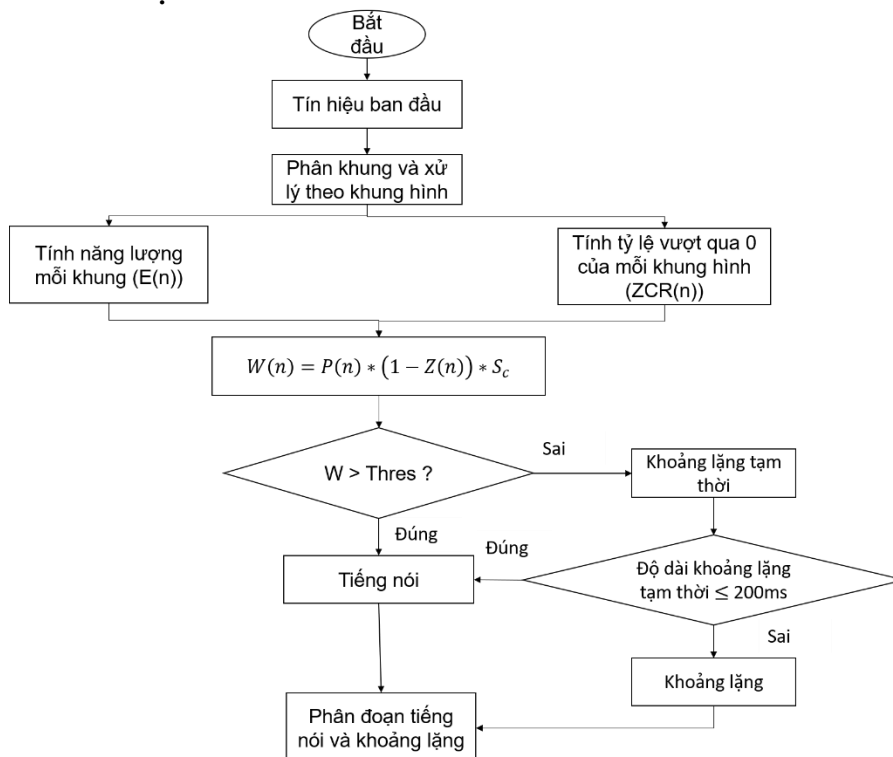 Bắt
đầu
Tín hiệu ban đầu
Phân khung và xử
lý theo khung hình
Tính năng lượng
mỗi khung (E(n))
Tính tỷ lệ vượt qua 0
của mỗi khung hình
(ZCR(n))
W(n) = P(n) * (1 − Z(n)) * S_c
W > Thres ?
Sai
Khoảng lặng tạm
thời
Đúng
Đúng
Tiếng nói
Độ dài khoảng lặng
tạm thời ≤ 200ms
Sai
Khoảng lặng
Phân đoạn tiếng
nói và khoảng lặng